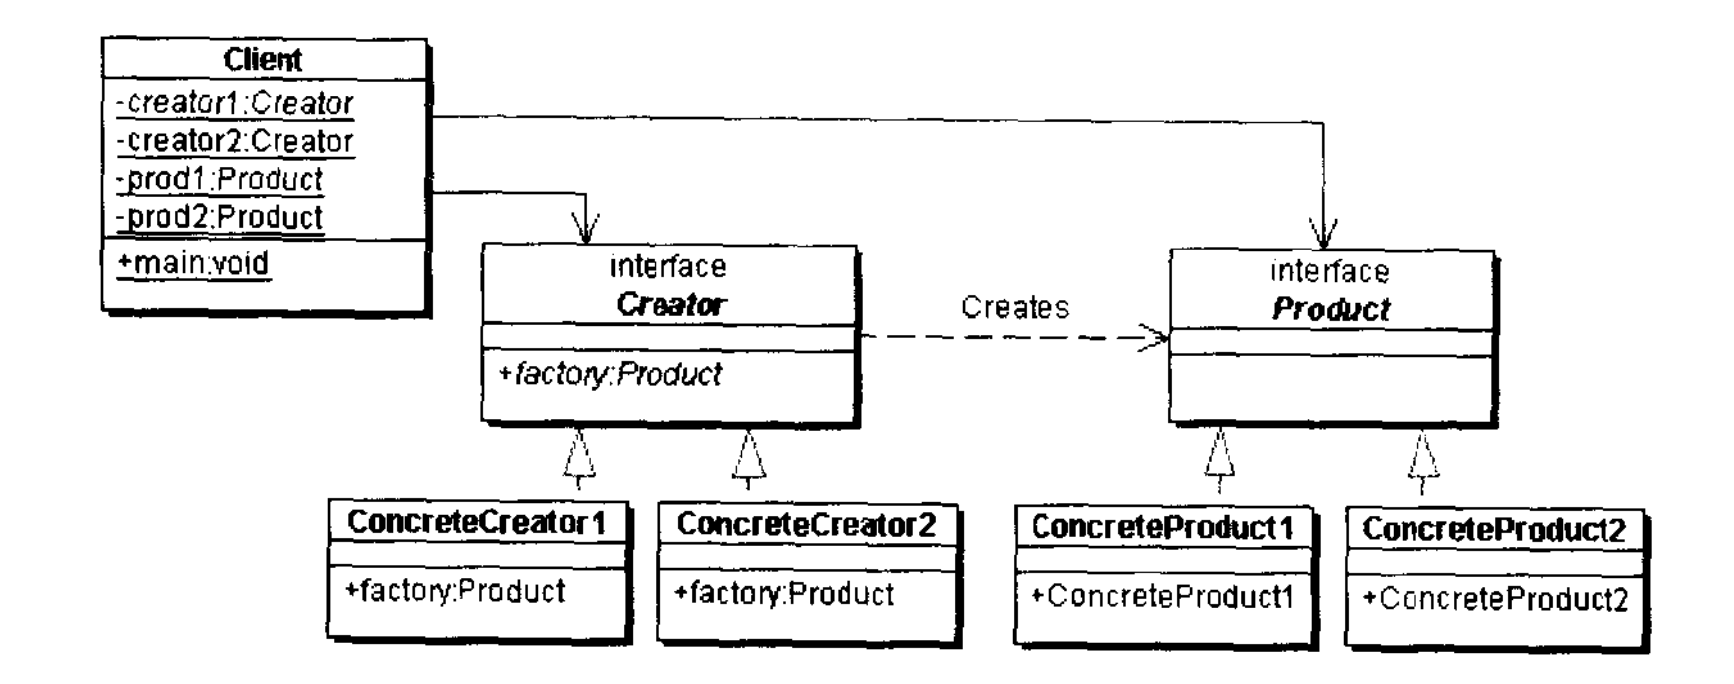 Client
-creator1:Creator
-creator2:Creator
-prod1:Product
-prod2:Product
+main:void
interface
Creator
+factory:Product
Creates
interface
Product
ConcreteCreator1
+factory:Product
ConcreteCreator2
+factory:Product
ConcreteProduct1
+ConcreteProduct1
ConcreteProduct2
+ConcreteProduct2